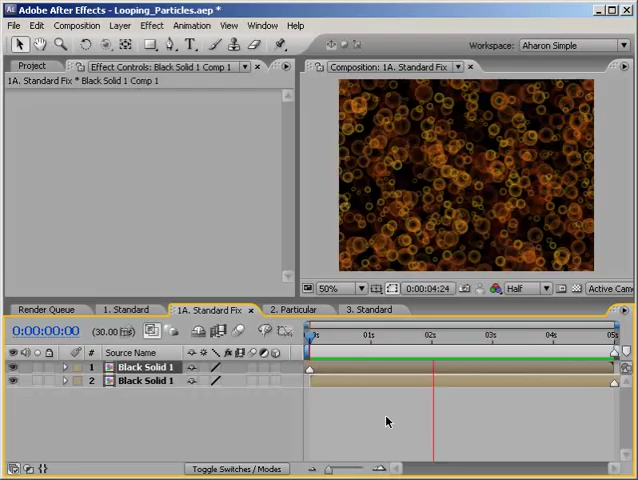 Adobe After Effects - Looping_Particles.aep *
File Edit Composition Layer Effect Animation View Window Help
Workspace: Aharon Simple
Project Effect Controls: Black Solid 1 Comp 1
Composition: 1A. Standard Fix
1A. Standard Fix * Black Solid 1 Comp 1
50% 0:00:04:24 Half Active Cam
Render Queue 1. Standard 1A. Standard Fix 2. Particular 3. Standard
0:00:00:00 (30.00 fps)
01s 02s 03s 04s 05s
# Source Name
1 Black Solid 1
2 Black Solid 1
Toggle Switches / Modes